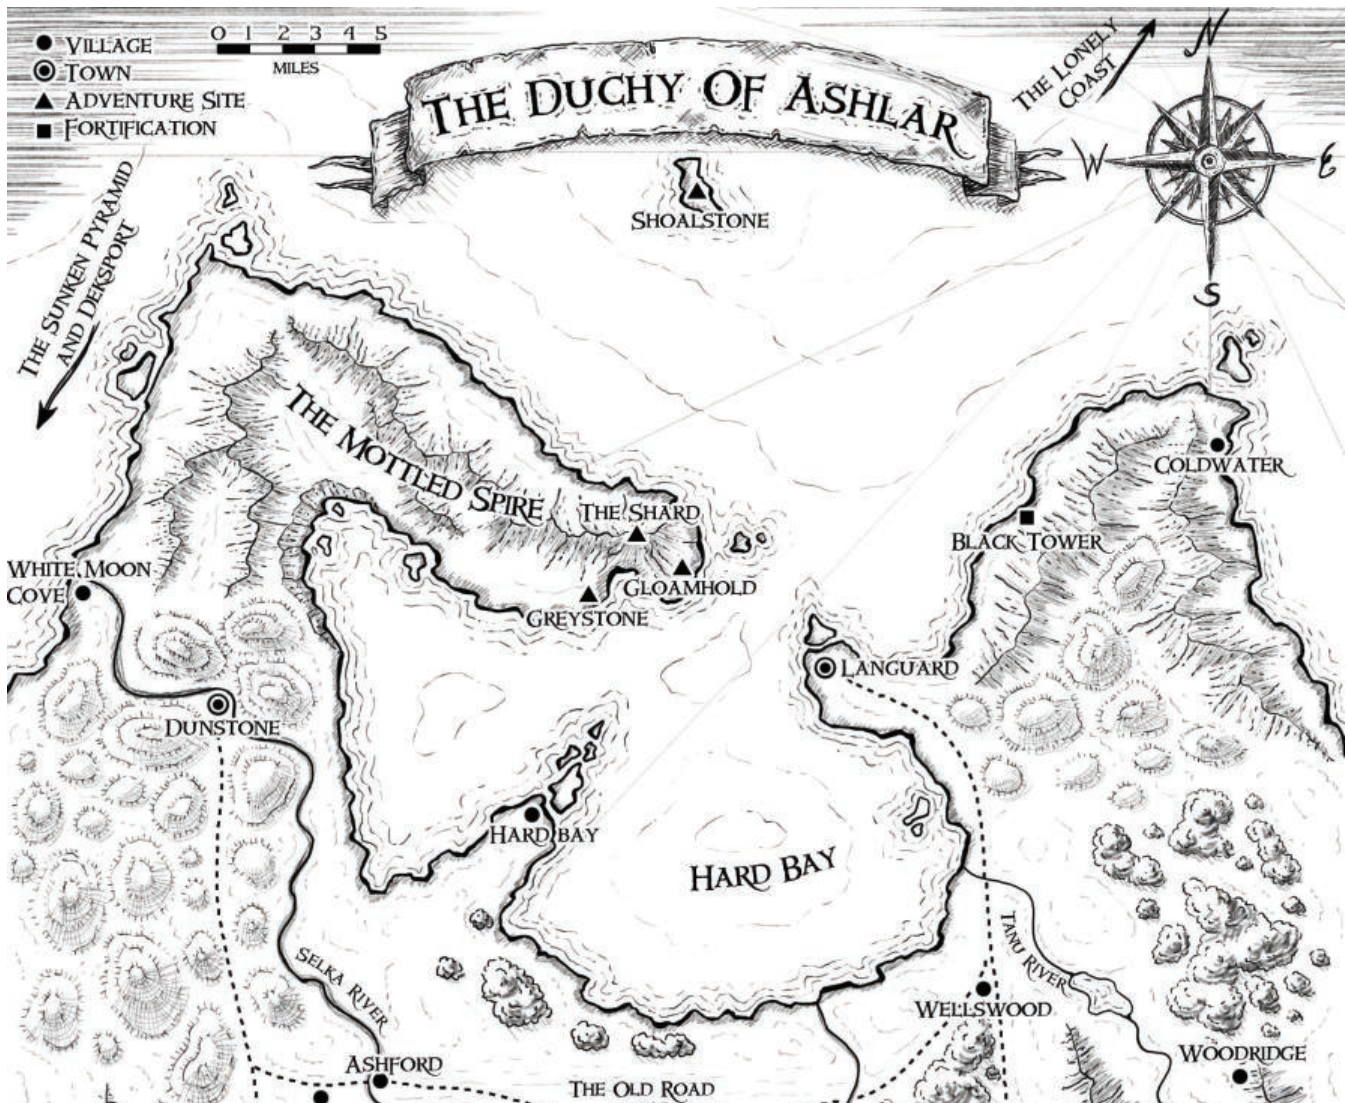 VILLAGE
TOWN
ADVENTURE SITE
FORTIFICATION
0 1 2 3 4 5
MILES
THE DUCHY OF ASHLAR
THE LONELY
COAST
N
W
E
S
THE SUNKEN PYRAMID
AND DEKSPORT
SHOALSTONE
THE MOTTLED SPIRE
THE SHARD
GLOAMHOLD
GREYSTONE
COLDWATER
BLACK TOWER
WHITE MOON
COVE
LANGUARD
DUNSTONE
HARD BAY
HARD BAY
SELKA RIVER
TANU RIVER
WELLSWOOD
ASHFORD
THE OLD ROAD
WOODRIDGE